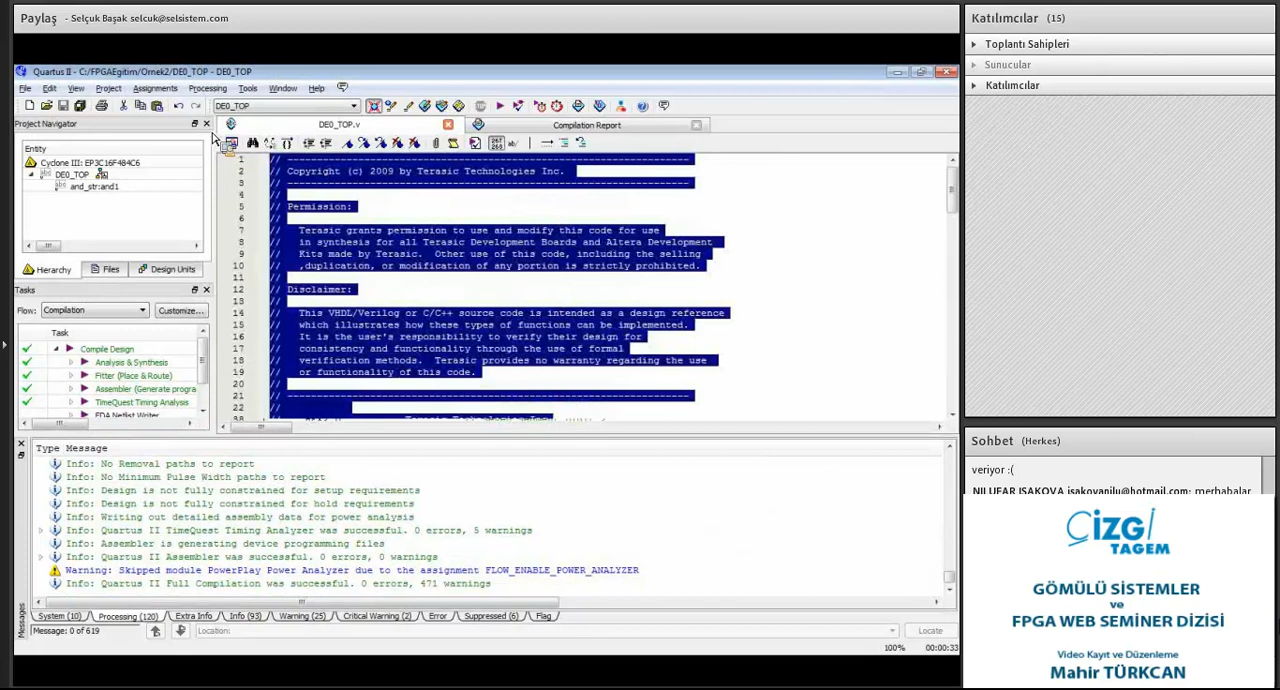 Paylaş - Selçuk Başak selcuk@selsistem.com
Quartus II - C:/FPGAEgitim/Ornek2/DE0_TOP - DE0_TOP
File Edit View Project Assignments Processing Tools Window Help
DE0_TOP
Project Navigator
DE0_TOP.v
Compilation Report
Entity
Cyclone III: EP3C16F484C6
DE0_TOP
and_str:and1
Hierarchy Files Design Units
Tasks
Flow: Compilation Customize...
Task
Compile Design
Analysis & Synthesis
Fitter (Place & Route)
Assembler (Generate progra
TimeQuest Timing Analysis
EDA Netlist Writer
1 // --------------------------------------------------------------------
2 // Copyright (c) 2009 by Terasic Technologies Inc.
3 // --------------------------------------------------------------------
4 //
5 // Permission:
6 //
7 // Terasic grants permission to use and modify this code for use
8 // in synthesis for all Terasic Development Boards and Altera Development
9 // Kits made by Terasic. Other use of this code, including the selling
10 // ,duplication, or modification of any portion is strictly prohibited.
11 //
12 // Disclaimer:
13 //
14 // This VHDL/Verilog or C/C++ source code is intended as a design reference
15 // which illustrates how these types of functions can be implemented.
16 // It is the user's responsibility to verify their design for
17 // consistency and functionality through the use of formal
18 // verification methods. Terasic provides no warranty regarding the use
19 // or functionality of this code.
20 //
21 // --------------------------------------------------------------------
22 //
Type Message
Info: No Removal paths to report
Info: No Minimum Pulse Width paths to report
Info: Design is not fully constrained for setup requirements
Info: Design is not fully constrained for hold requirements
Info: Writing out detailed assembly data for power analysis
Info: Quartus II TimeQuest Timing Analyzer was successful. 0 errors, 5 warnings
Info: Assembler is generating device programming files
Info: Quartus II Assembler was successful. 0 errors, 0 warnings
Warning: Skipped module PowerPlay Power Analyzer due to the assignment FLOW_ENABLE_POWER_ANALYZER
Info: Quartus II Full Compilation was successful. 0 errors, 471 warnings
System (10) Processing (120) Extra Info Info (93) Warning (25) Critical Warning (2) Error Suppressed (6) Flag
Messages
Message: 0 of 619 Location: Locate
100% 00:00:33
Katılımcılar (15)
Toplantı Sahipleri
Sunucular
Katılımcılar
Sohbet (Herkes)
veriyor :(
NILUFAR ISAKOVA isakovanilu@hotmail.com: merhabalar
ÇİZGİ
TAGEM
GÖMÜLÜ SİSTEMLER
ve
FPGA WEB SEMİNER DİZİSİ
Video Kayıt ve Düzenleme
Mahir TÜRKCAN